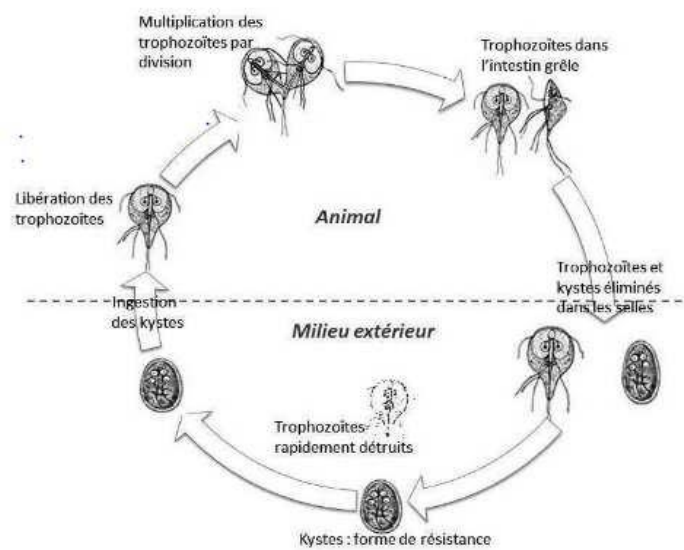 Multiplication des
trophozoïtes par
division
Trophozoïtes dans
l'intestin grêle
Libération des
trophozoïtes
Animal
Trophozoïtes et
kystes éliminés
dans les selles
Ingestion
des kystes
Milieu extérieur
Trophozoïtes
rapidement détruits
Kystes : forme de résistance